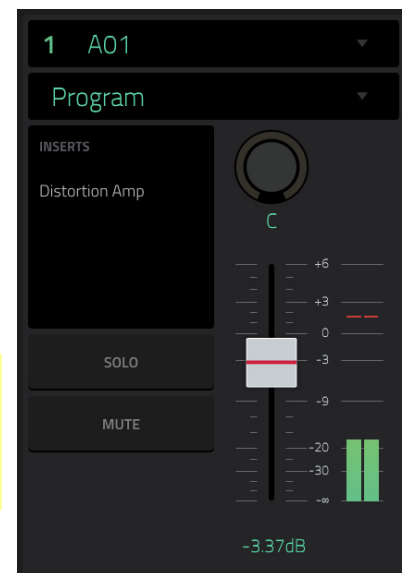 1 A01
Program
INSERTS
Distortion Amp
C
+6
+3
0
-3
SOLO
-9
MUTE
-20
-30
-∞
-3.37dB